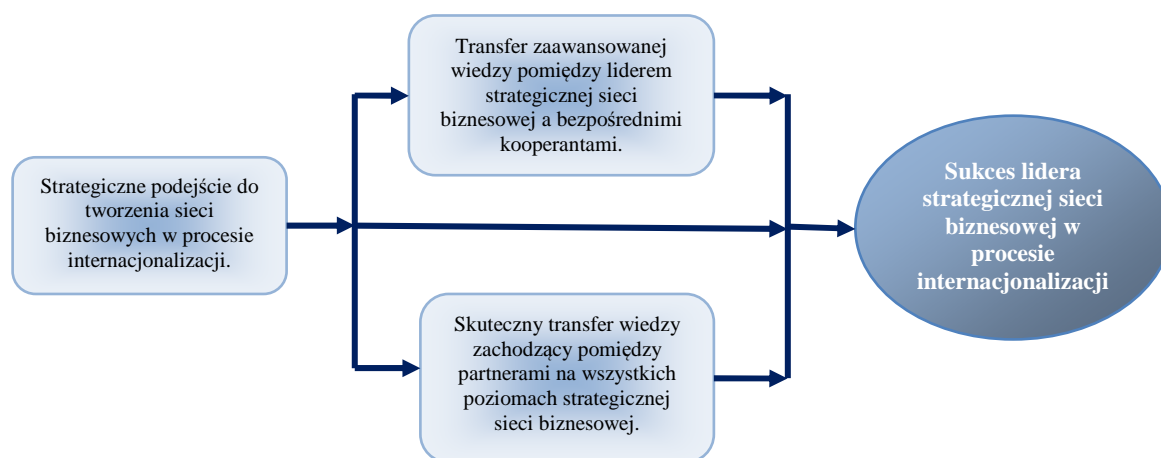 Transfer zaawansowanej
wiedzy pomiędzy liderem
strategicznej sieci
biznesowej a bezpośrednimi
kooperantami.
Strategiczne podejście do
tworzenia sieci
biznesowych w procesie
internacjonalizacji.
Sukces lidera
strategicznej sieci
biznesowej w
procesie
internacjonalizacji
Skuteczny transfer wiedzy
zachodzący pomiędzy
partnerami na wszystkich
poziomach strategicznej
sieci biznesowej.